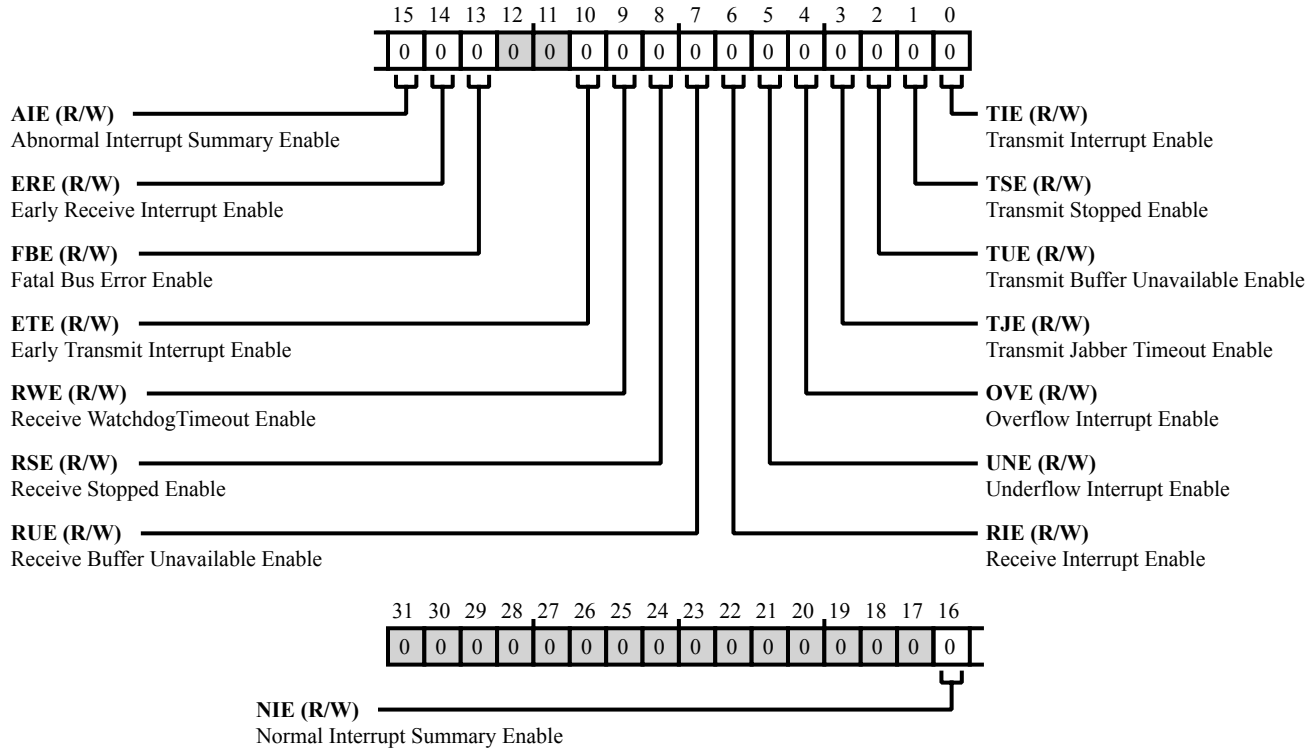 15 14 13 12 11 10 9 8 7 6 5 4 3 2 1 0
0 0 0 0 0 0 0 0 0 0 0 0 0 0 0 0
AIE (R/W)
Abnormal Interrupt Summary Enable
ERE (R/W)
Early Receive Interrupt Enable
FBE (R/W)
Fatal Bus Error Enable
ETE (R/W)
Early Transmit Interrupt Enable
RWE (R/W)
Receive WatchdogTimeout Enable
RSE (R/W)
Receive Stopped Enable
RUE (R/W)
Receive Buffer Unavailable Enable
TIE (R/W)
Transmit Interrupt Enable
TSE (R/W)
Transmit Stopped Enable
TUE (R/W)
Transmit Buffer Unavailable Enable
TJE (R/W)
Transmit Jabber Timeout Enable
OVE (R/W)
Overflow Interrupt Enable
UNE (R/W)
Underflow Interrupt Enable
RIE (R/W)
Receive Interrupt Enable
31 30 29 28 27 26 25 24 23 22 21 20 19 18 17 16
0 0 0 0 0 0 0 0 0 0 0 0 0 0 0 0
NIE (R/W)
Normal Interrupt Summary Enable